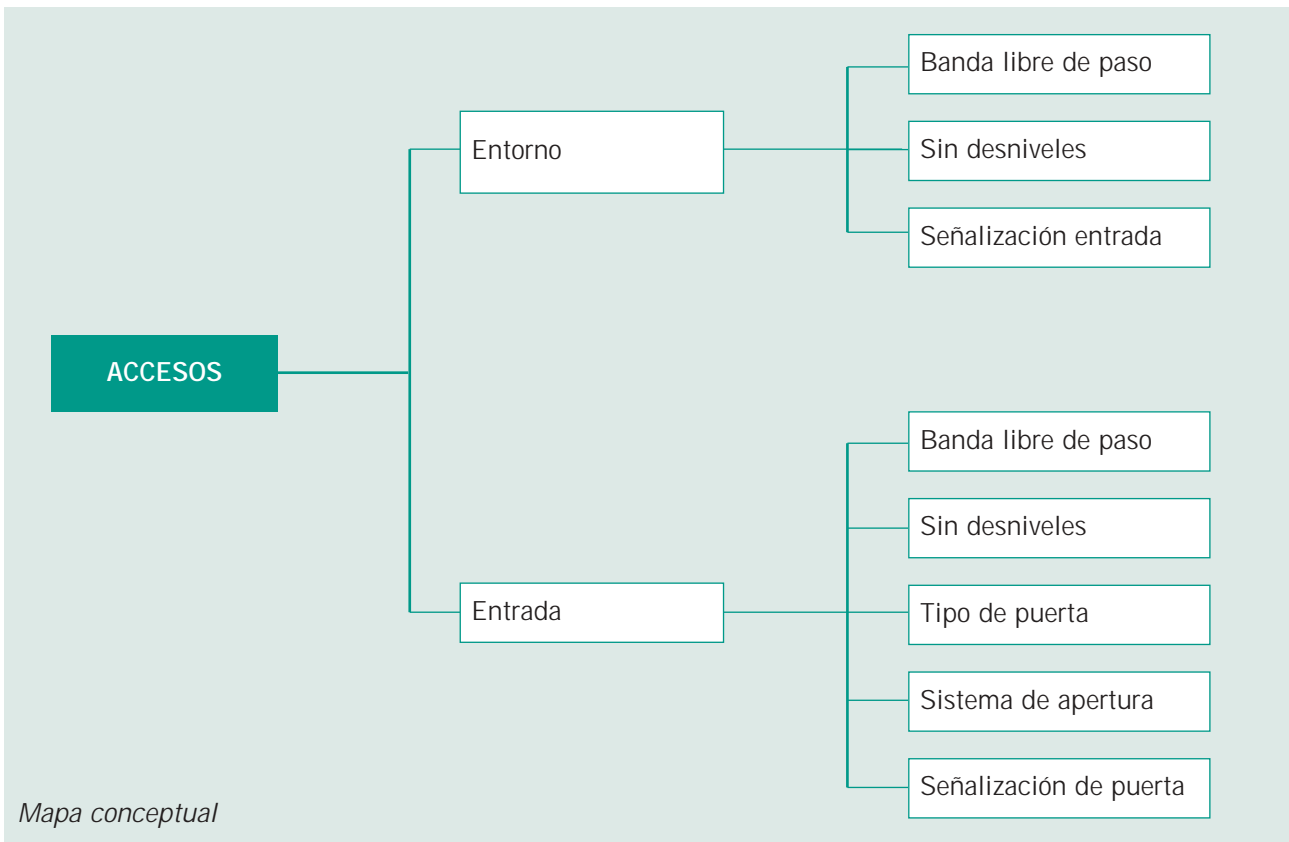 ACCESOS
Entorno
Banda libre de paso
Sin desniveles
Señalización entrada
Entrada
Banda libre de paso
Sin desniveles
Tipo de puerta
Sistema de apertura
Señalización de puerta
Mapa conceptual